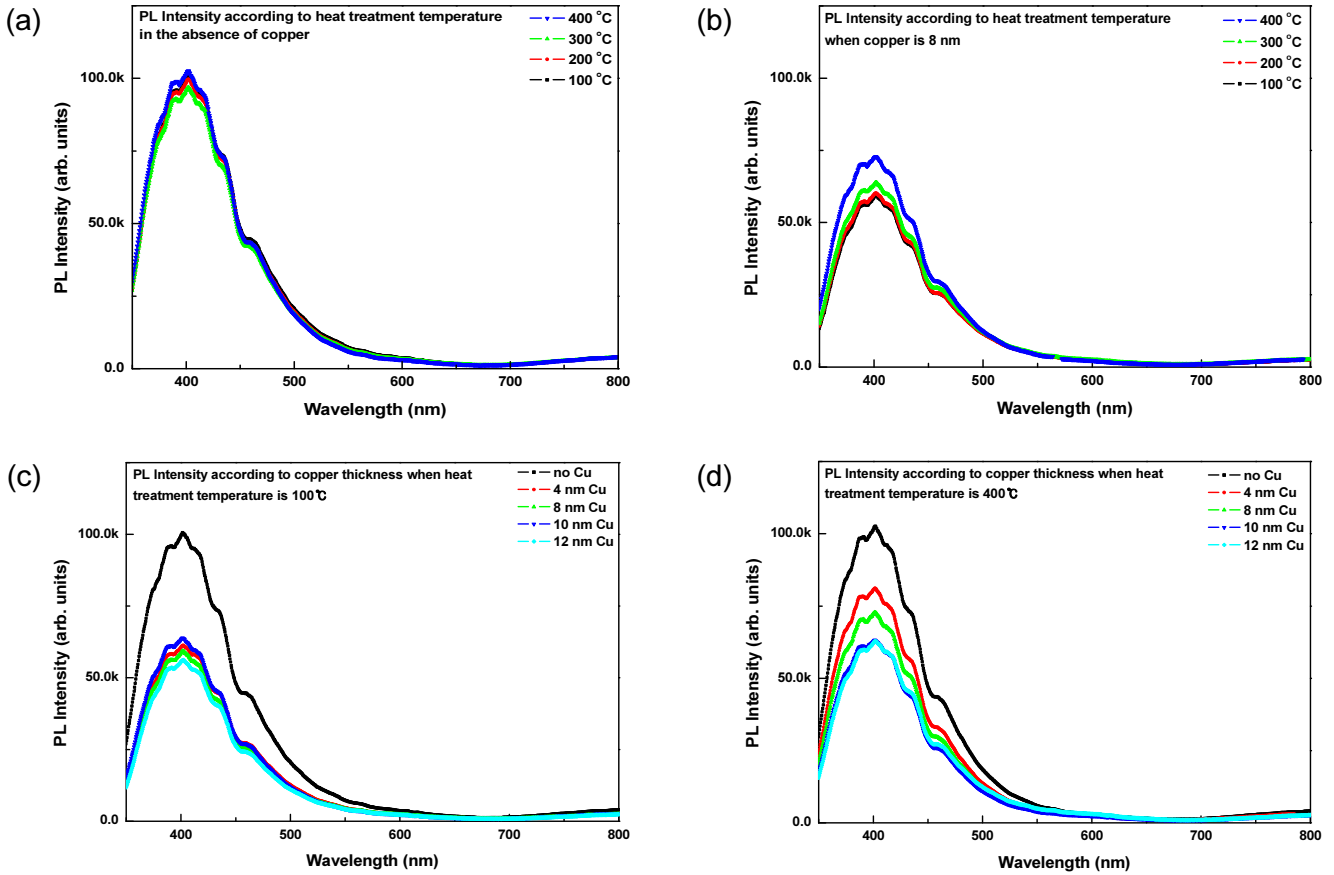 (a)
PL Intensity according to heat treatment temperature
in the absence of copper
400 °C
300 °C
200 °C
100 °C
100.0k
50.0k
0.0
PL Intensity (arb. units)
400 500 600 700 800
Wavelength (nm)
(b)
PL Intensity according to heat treatment temperature
when copper is 8 nm
400 °C
300 °C
200 °C
100 °C
100.0k
50.0k
0.0
PL Intensity (arb. units)
400 500 600 700 800
Wavelength (nm)
(c)
PL Intensity according to copper thickness when heat
treatment temperature is 100℃
no Cu
4 nm Cu
8 nm Cu
10 nm Cu
12 nm Cu
100.0k
50.0k
0.0
PL Intensity (arb. units)
400 500 600 700 800
Wavelength (nm)
(d)
PL Intensity according to copper thickness when heat
treatment temperature is 400℃
no Cu
4 nm Cu
8 nm Cu
10 nm Cu
12 nm Cu
100.0k
50.0k
0.0
PL Intensity (arb. units)
400 500 600 700 800
Wavelength (nm)